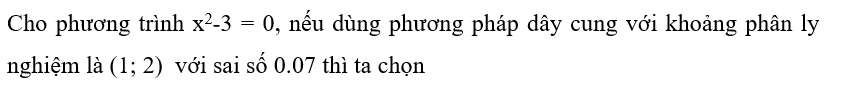 Cho phương trình x²-3 = 0, nếu dùng phương pháp dây cung với khoảng phân ly
nghiệm là (1; 2) với sai số 0.07 thì ta chọn